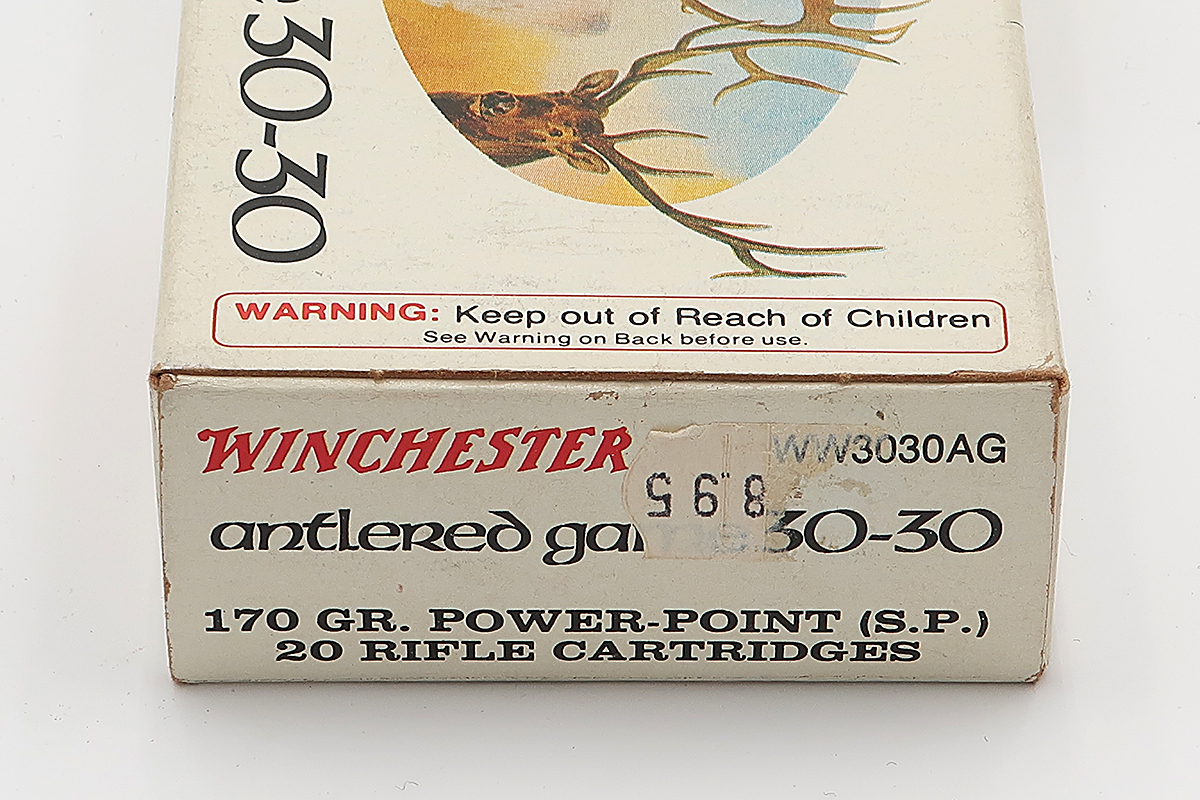 30-30
WARNING: Keep out of Reach of Children
See Warning on Back before use.
WINCHESTER WW3030AG
8.95
antlered ga 30-30
170 GR. POWER-POINT (S.P.)
20 RIFLE CARTRIDGES